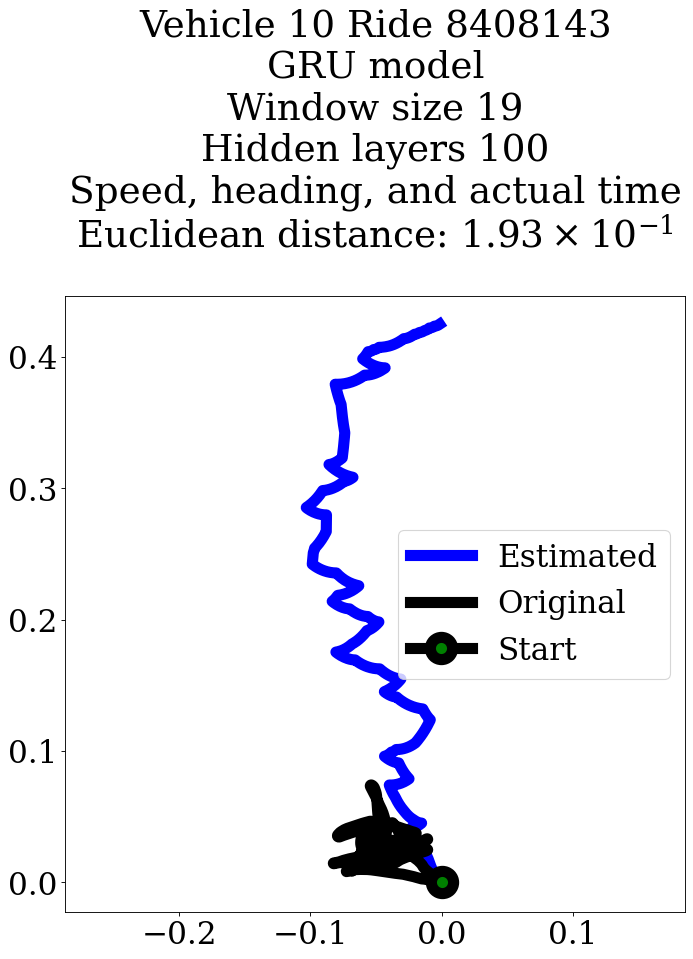 Vehicle 10 Ride 8408143
GRU model
Window size 19
Hidden layers 100
Speed, heading, and actual time
Euclidean distance: 1.93 × 10⁻¹
0.4
0.3
0.2
0.1
0.0
Estimated
Original
Start
−0.2 −0.1 0.0 0.1